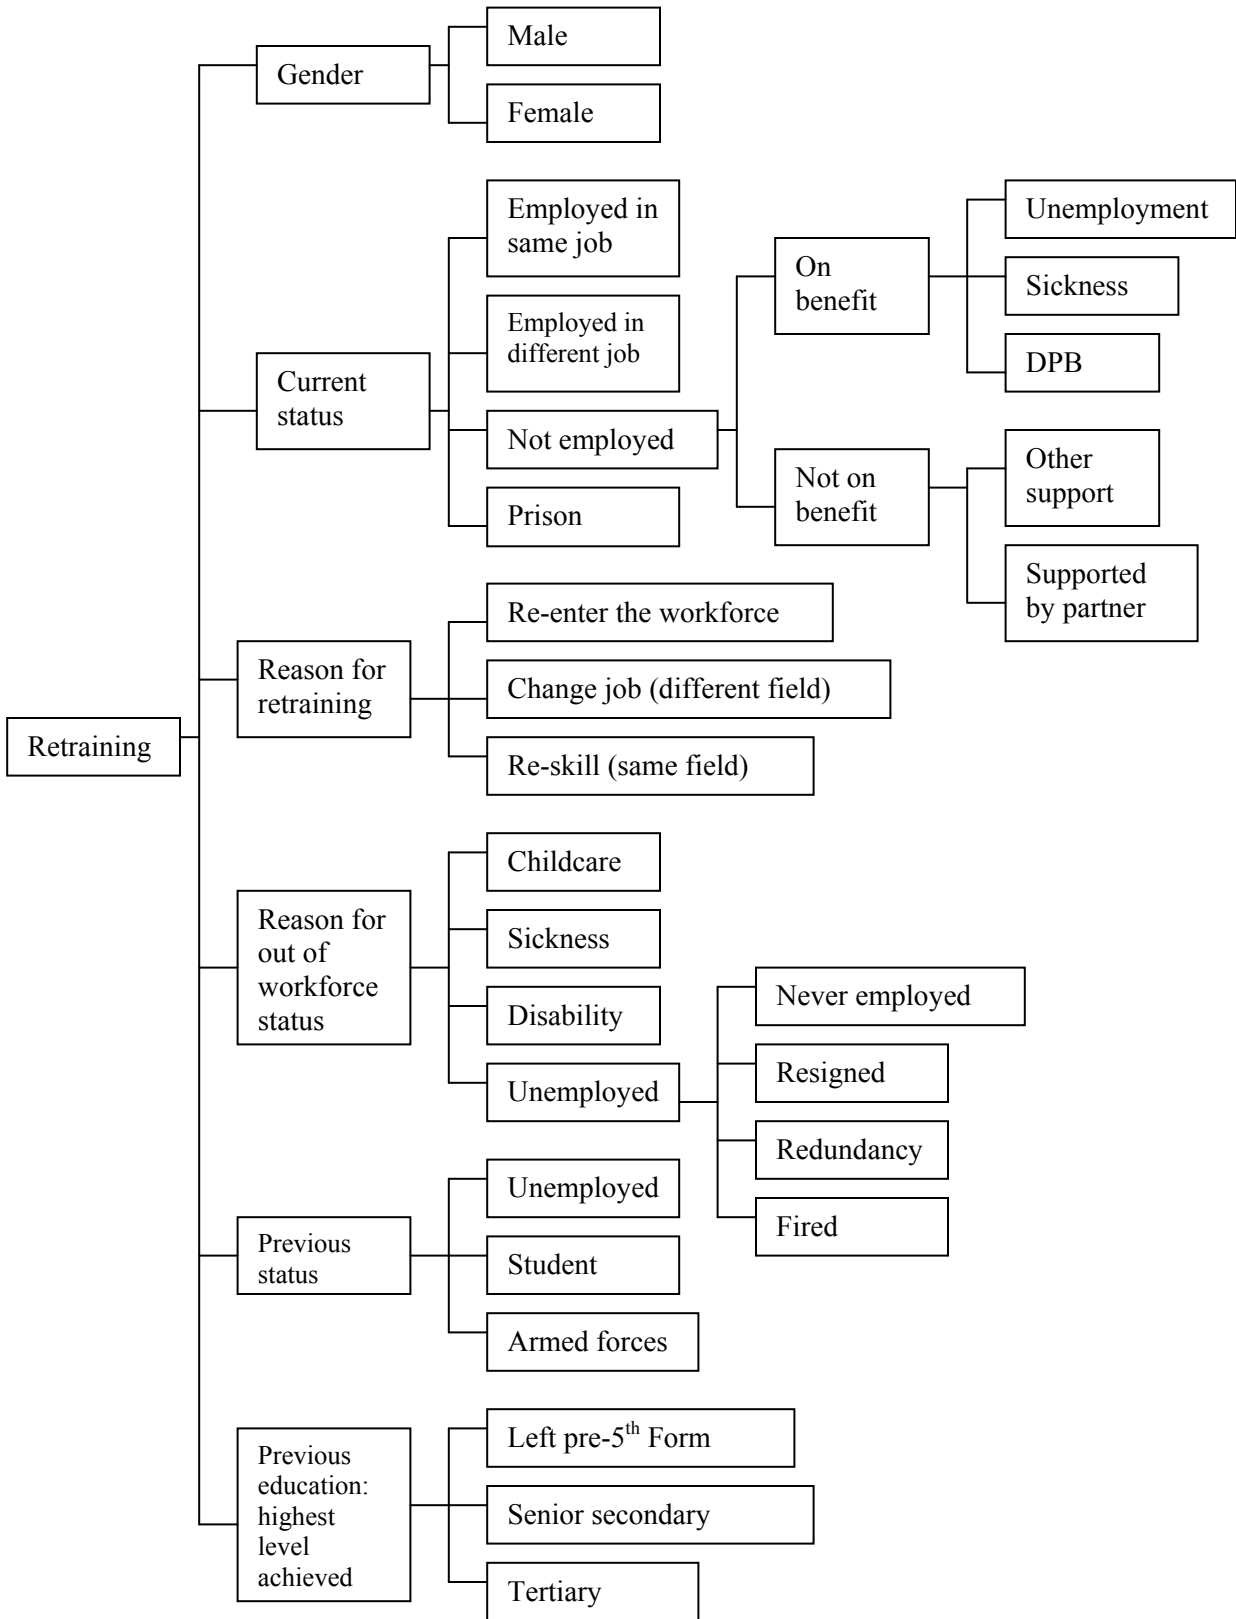 Retraining
Gender
Male
Female
Current
status
Employed in
same job
Employed in
different job
Not employed
On
benefit
Unemployment
Sickness
DPB
Not on
benefit
Other
support
Supported
by partner
Prison
Reason for
retraining
Re-enter the workforce
Change job (different field)
Re-skill (same field)
Reason for
out of
workforce
status
Childcare
Sickness
Disability
Unemployed
Never employed
Resigned
Redundancy
Fired
Previous
status
Unemployed
Student
Armed forces
Previous
education:
highest
level
achieved
Left pre-5th Form
Senior secondary
Tertiary